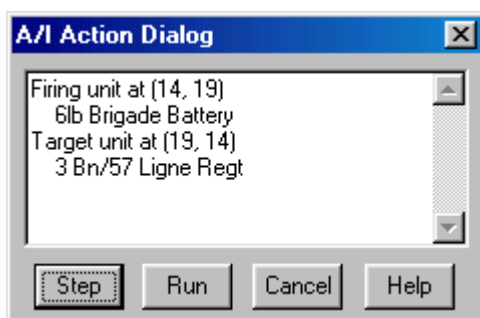 A/I Action Dialog
Firing unit at (14, 19)
6lb Brigade Battery
Target unit at (19, 14)
3 Bn/57 Ligne Regt
Step Run Cancel Help